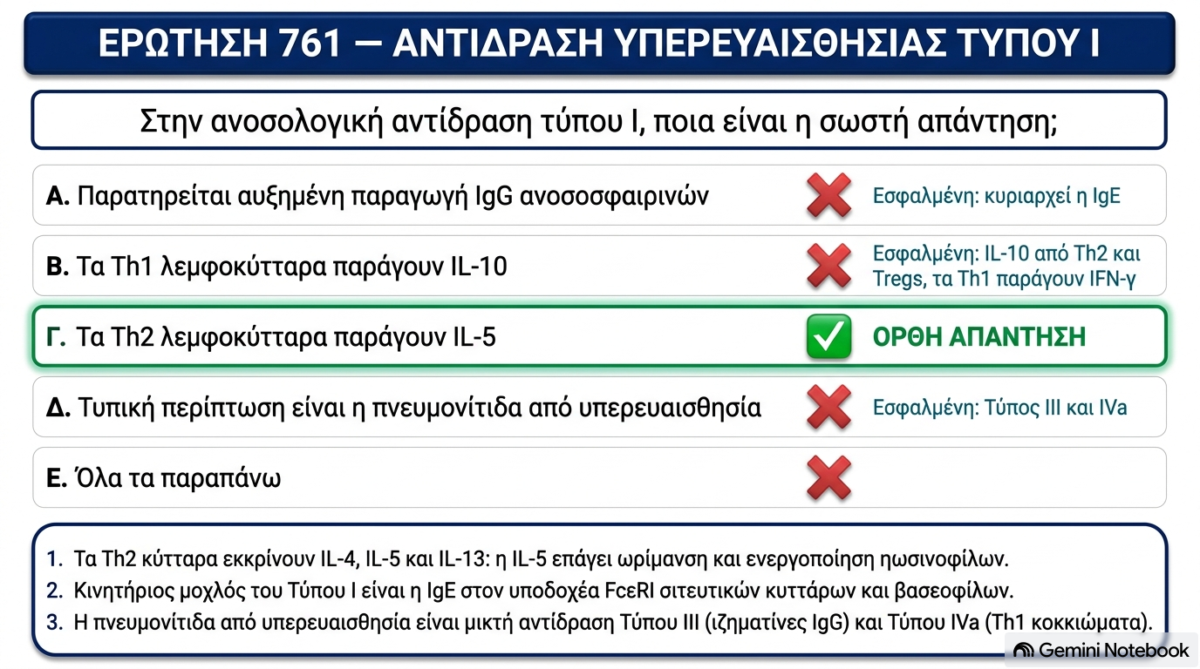 ΕΡΩΤΗΣΗ 761 — ΑΝΤΙΔΡΑΣΗ ΥΠΕΡΕΥΑΙΣΘΗΣΙΑΣ ΤΥΠΟΥ Ι
Στην ανοσολογική αντίδραση τύπου Ι, ποια είναι η σωστή απάντηση;
Α. Παρατηρείται αυξημένη παραγωγή IgG ανοσοσφαιρινών
Εσφαλμένη: κυριαρχεί η IgE
Β. Τα Th1 λεμφοκύτταρα παράγουν IL-10
Εσφαλμένη: IL-10 από Th2 και
Tregs, τα Th1 παράγουν IFN-γ
Γ. Τα Th2 λεμφοκύτταρα παράγουν IL-5
ΟΡΘΗ ΑΠΑΝΤΗΣΗ
Δ. Τυπική περίπτωση είναι η πνευμονίτιδα από υπερευαισθησία
Εσφαλμένη: Τύπος III και IVa
Ε. Όλα τα παραπάνω
1. Τα Th2 κύτταρα εκκρίνουν IL-4, IL-5 και IL-13: η IL-5 επάγει ωρίμανση και ενεργοποίηση ηωσινοφίλων.
2. Κινητήριος μοχλός του Τύπου Ι είναι η IgE στον υποδοχέα FcεRI σιτευτικών κυττάρων και βασεοφίλων.
3. Η πνευμονίτιδα από υπερευαισθησία είναι μικτή αντίδραση Τύπου III (ιζηματίνες IgG) και Τύπου IVa (Th1 κοκκιώματα).
Gemini Notebook